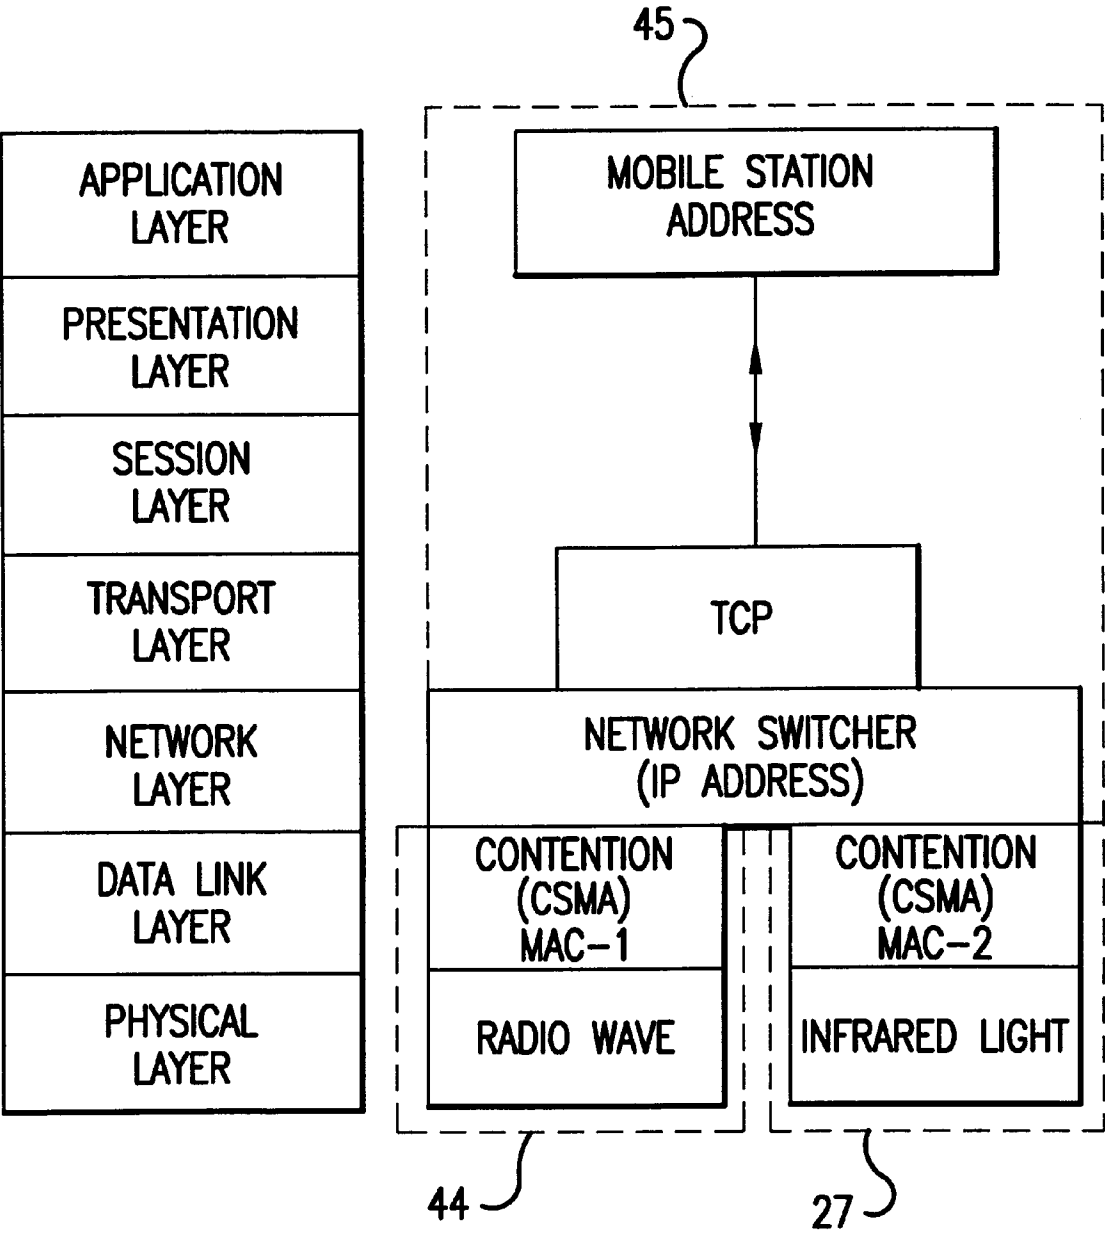 45
APPLICATION
LAYER
PRESENTATION
LAYER
SESSION
LAYER
TRANSPORT
LAYER
NETWORK
LAYER
DATA LINK
LAYER
PHYSICAL
LAYER
MOBILE STATION
ADDRESS
TCP
NETWORK SWITCHER
(IP ADDRESS)
CONTENTION
(CSMA)
MAC-1
RADIO WAVE
CONTENTION
(CSMA)
MAC-2
INFRARED LIGHT
44
27